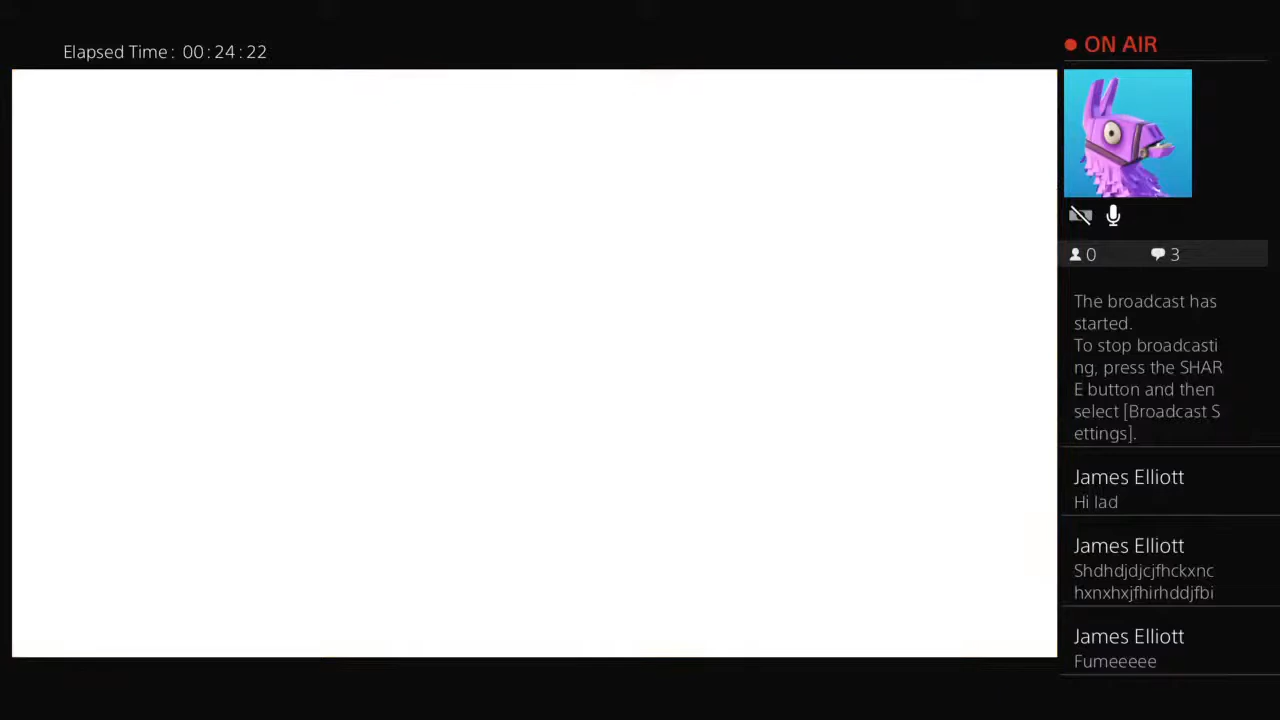 Elapsed Time: 00:24:22
ON AIR
0 3
The broadcast has
started.
To stop broadcasti
ng, press the SHAR
E button and then
select [Broadcast S
ettings].
James Elliott
Hi lad
James Elliott
Shdhdjdjcjfhckxnc
hxnxhxjfhirhddjfbi
James Elliott
Fumeeeee